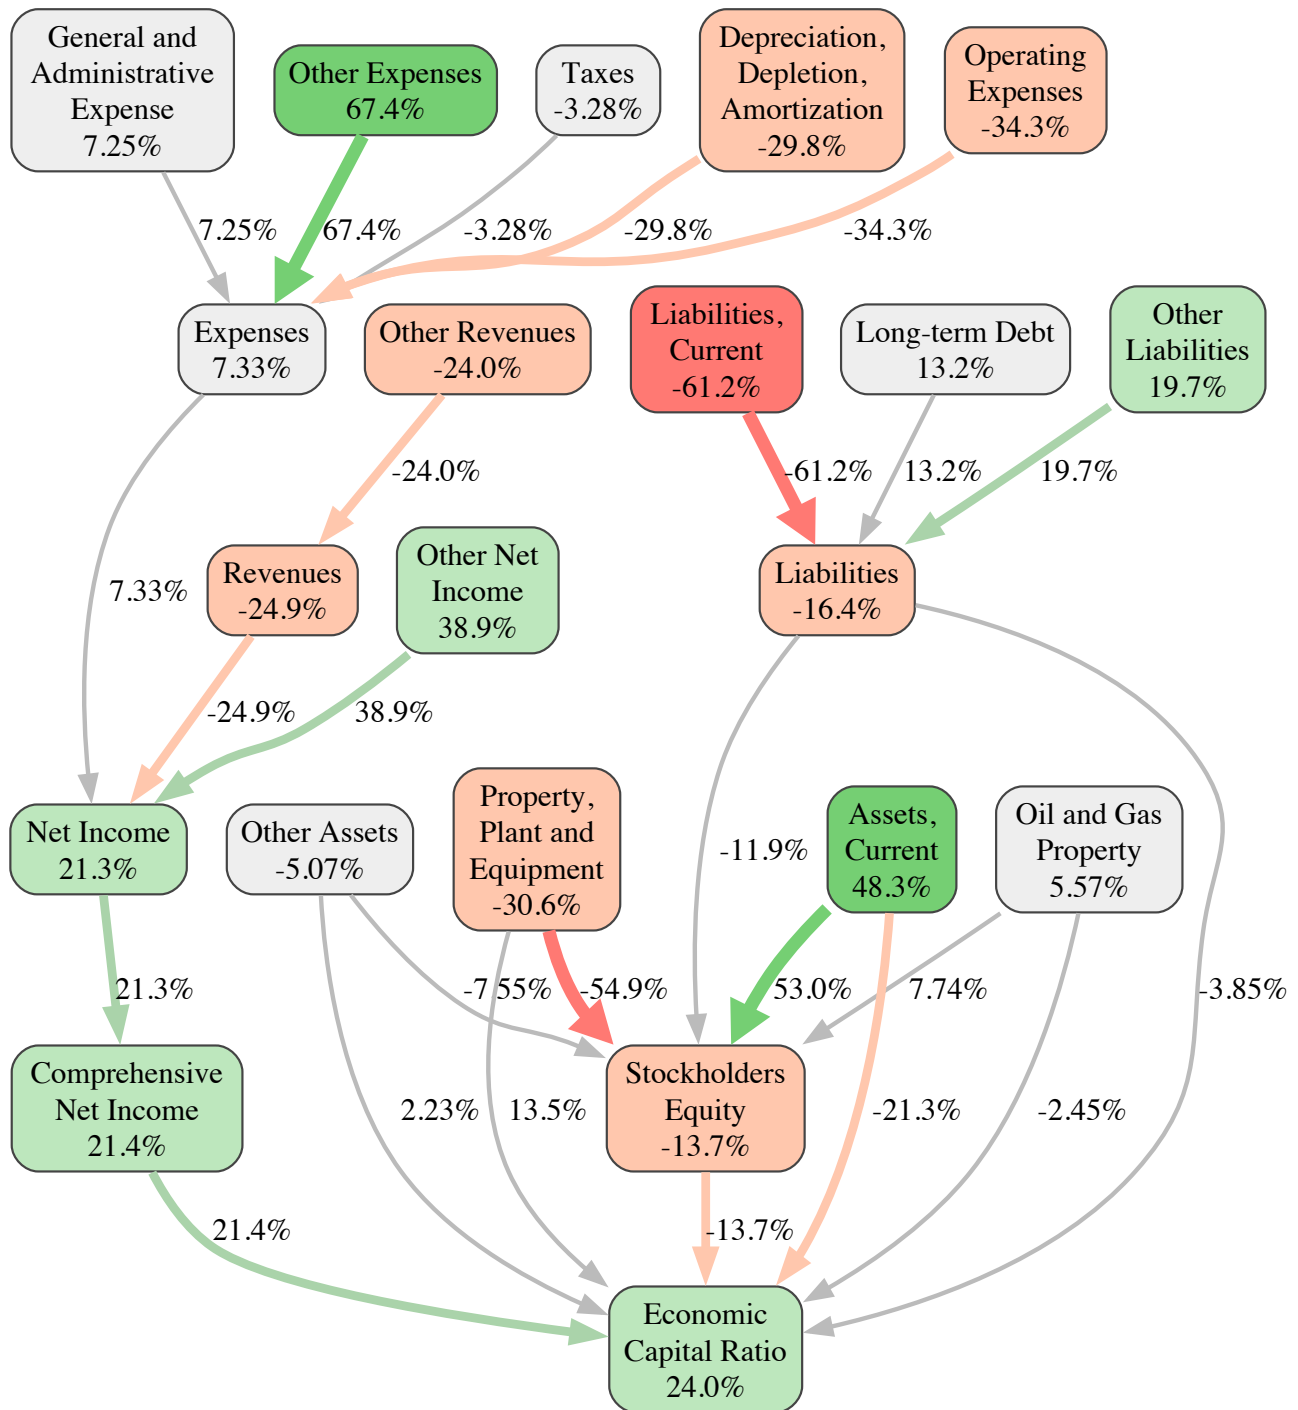 General and
Administrative
Expense
7.25%
Other Expenses
67.4%
Taxes
-3.28%
Depreciation,
Depletion,
Amortization
-29.8%
Operating
Expenses
-34.3%
7.25%
67.4%
-3.28%
-29.8%
-34.3%
Expenses
7.33%
Other Revenues
-24.0%
Liabilities,
Current
-61.2%
Long-term Debt
13.2%
Other
Liabilities
19.7%
-24.0%
-61.2%
13.2%
19.7%
7.33%
Revenues
-24.9%
Other Net
Income
38.9%
Liabilities
-16.4%
-24.9%
38.9%
Net Income
21.3%
Other Assets
-5.07%
Property,
Plant and
Equipment
-30.6%
-11.9%
Assets,
Current
48.3%
Oil and Gas
Property
5.57%
21.3%
-7.55%
-54.9%
53.0%
7.74%
-3.85%
Comprehensive
Net Income
21.4%
2.23%
13.5%
Stockholders
Equity
-13.7%
-21.3%
-2.45%
21.4%
-13.7%
Economic
Capital Ratio
24.0%